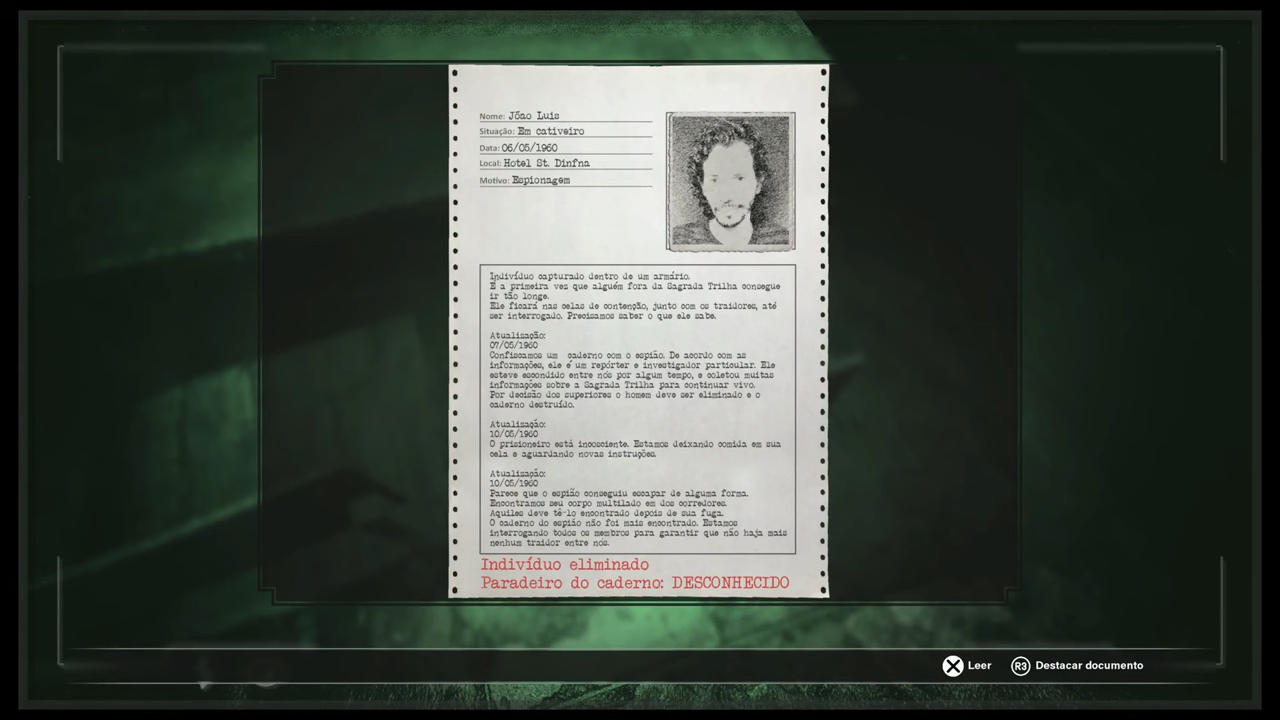 Nome: Jõao Luis
Situação: Em cativeiro
Data: 06/05/1960
Local: Hotel St. Dinfna
Motivo: Espionagem
Indivíduo capturado dentro de um armário.
É a primeira vez que alguém fora da Sagrada Trilha consegue
ir tão longe.
Ele ficará nas celas de contenção, junto com os traidores, até
ser interrogado. Precisamos saber o que ele sabe.
Atualização:
07/05/1960
Confiscamos um caderno com o espião. De acordo com as
informações, ele é um repórter e investigador particular. Ele
esteve escondido entre nós por algum tempo, e coletou muitas
informações sobre a Sagrada Trilha para continuar vivo.
Por decisão dos superiores o homem deve ser eliminado e o
caderno destruído.
Atualização:
10/05/1960
O prisioneiro está incosciente. Estamos deixando comida em sua
cela e aguardando novas instruções.
Atualização:
10/05/1960
Parece que o espião conseguiu escapar de alguma forma.
Encontramos seu corpo multilado em dos corredores.
Aquiles deve tê-lo encontrado depois de sua fuga.
O caderno do espião não foi mais encontrado. Estamos
interrogando todos os membros para garantir que não haja mais
nenhum traidor entre nós.
Indivíduo eliminado
Paradeiro do caderno: DESCONHECIDO
Leer
R3 Destacar documento